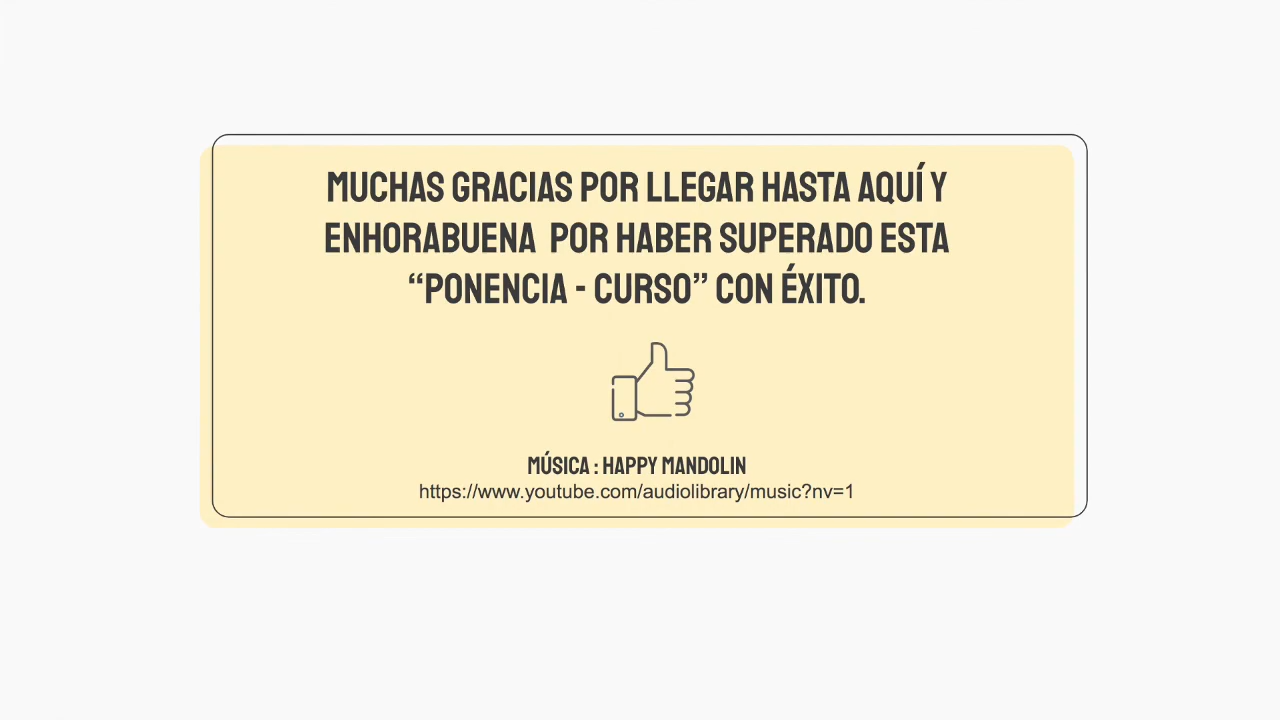 MUCHAS GRACIAS POR LLEGAR HASTA AQUÍ Y
ENHORABUENA POR HABER SUPERADO ESTA
“PONENCIA - CURSO” CON ÉXITO.
MÚSICA : HAPPY MANDOLIN
https://www.youtube.com/audiolibrary/music?nv=1